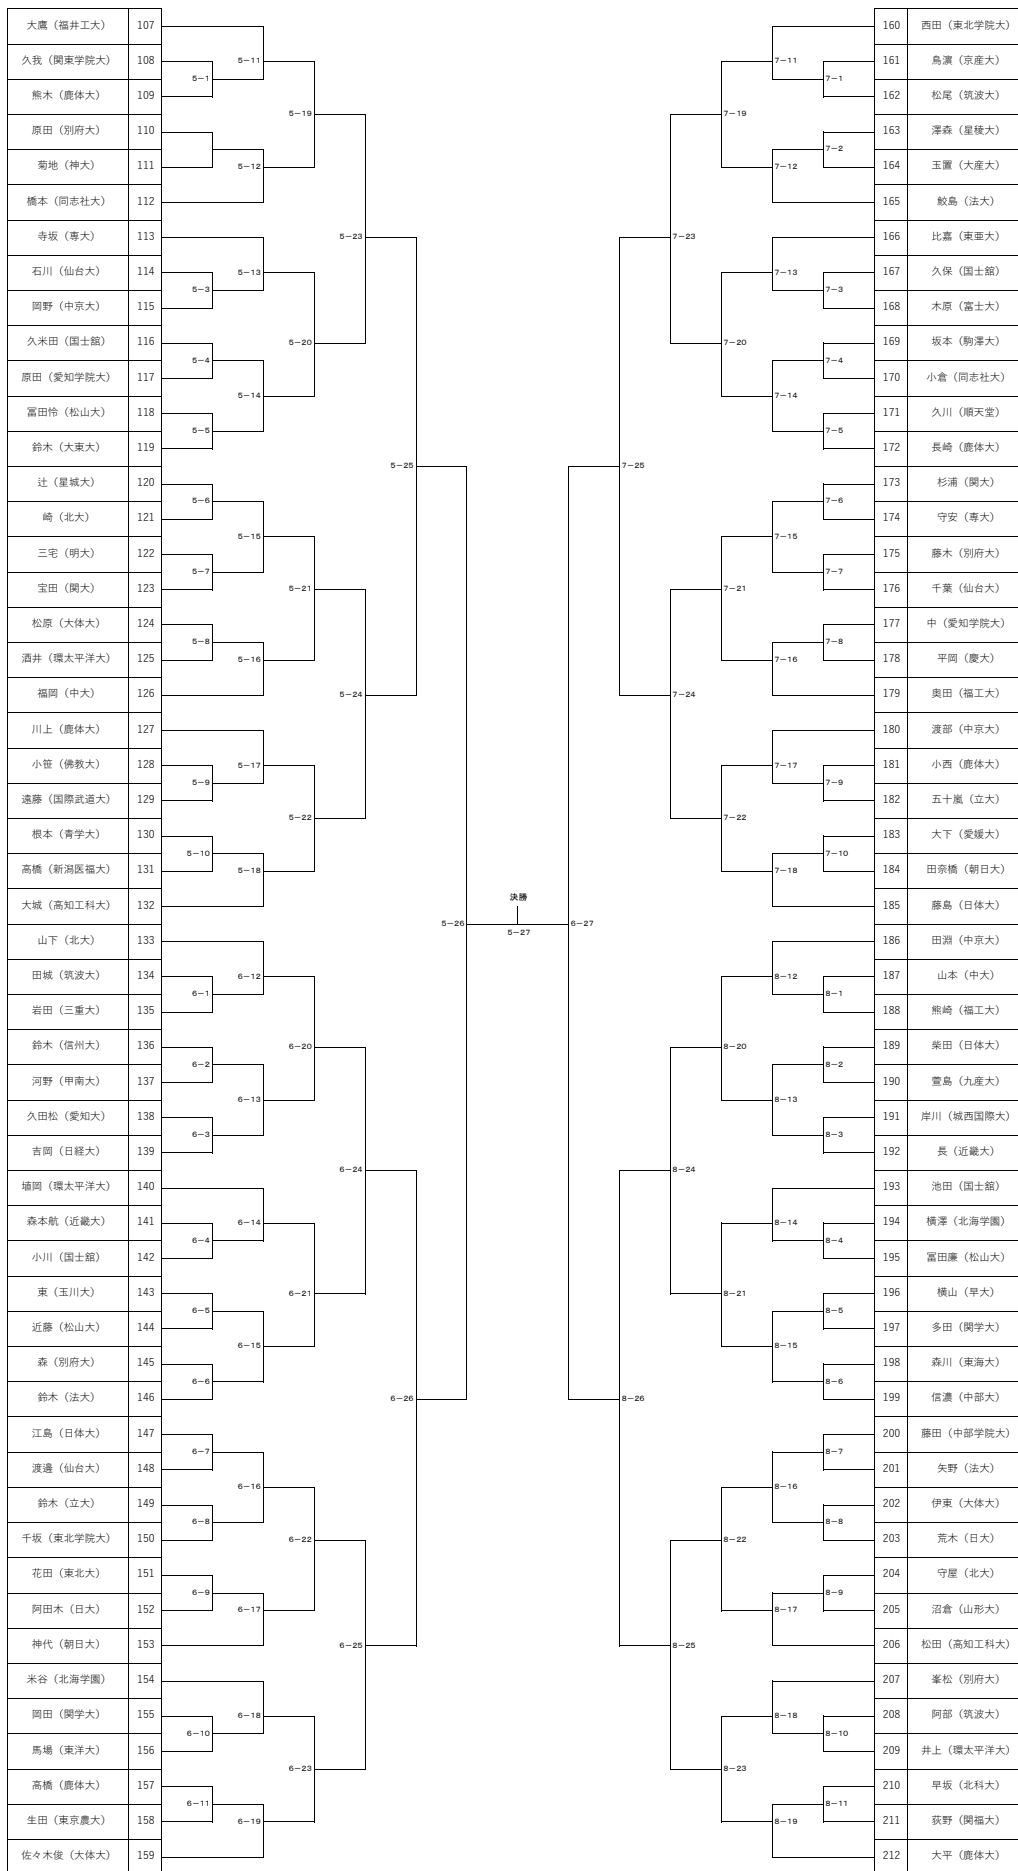 大鷹（福井工大） 107
久我（関東学院大） 108
熊木（鹿体大） 109
原田（別府大） 110
菊地（神大） 111
橋本（同志社大） 112
寺坂（専大） 113
石川（仙台大） 114
岡野（中京大） 115
久米田（国士舘） 116
原田（愛知学院大） 117
冨田怜（松山大） 118
鈴木（大東大） 119
辻（星城大） 120
崎（北大） 121
三宅（明大） 122
宝田（関大） 123
松原（大体大） 124
酒井（環太平洋大） 125
福岡（中大） 126
川上（鹿体大） 127
小笹（佛教大） 128
遠藤（国際武道大） 129
根本（青学大） 130
高橋（新潟医福大） 131
大城（高知工科大） 132
山下（北大） 133
田城（筑波大） 134
岩田（三重大） 135
鈴木（信州大） 136
河野（甲南大） 137
久田松（愛知大） 138
吉岡（日経大） 139
埴岡（環太平洋大） 140
森本航（近畿大） 141
小川（国士舘） 142
東（玉川大） 143
近藤（松山大） 144
森（別府大） 145
鈴木（法大） 146
江島（日体大） 147
渡邊（仙台大） 148
鈴木（立大） 149
千坂（東北学院大） 150
花田（東北大） 151
阿田木（日大） 152
神代（朝日大） 153
米谷（北海学園） 154
岡田（関学大） 155
馬場（東洋大） 156
高橋（鹿体大） 157
生田（東京農大） 158
佐々木俊（大体大） 159
5－1
5－3
5－4
5－5
5－6
5－7
5－8
5－9
5－10
6－1
6－2
6－3
6－4
6－5
6－6
6－7
6－8
6－9
6－10
6－11
5－11
5－12
5－13
5－14
5－15
5－16
5－17
5－18
6－12
6－13
6－14
6－15
6－16
6－17
6－18
6－19
5－19
5－20
5－21
5－22
6－20
6－21
6－22
6－23
5－23
5－24
6－24
6－25
5－25
6－26
5－26
決勝
5－27
6－27
7－25
8－26
7－23
7－24
8－24
8－25
7－19
7－20
7－21
7－22
8－20
8－21
8－22
8－23
7－11
7－12
7－13
7－14
7－15
7－16
7－17
7－18
8－12
8－13
8－14
8－15
8－16
8－17
8－18
8－19
7－1
7－2
7－3
7－4
7－5
7－6
7－7
7－8
7－9
7－10
8－1
8－2
8－3
8－4
8－5
8－6
8－7
8－8
8－9
8－10
8－11
160 西田（東北学院大）
161 鳥濵（京産大）
162 松尾（筑波大）
163 澤森（星稜大）
164 玉置（大産大）
165 鮫島（法大）
166 比嘉（東亜大）
167 久保（国士舘）
168 木原（富士大）
169 坂本（駒澤大）
170 小倉（同志社大）
171 久川（順天堂）
172 長崎（鹿体大）
173 杉浦（関大）
174 守安（専大）
175 藤木（別府大）
176 千葉（仙台大）
177 中（愛知学院大）
178 平岡（慶大）
179 奥田（福工大）
180 渡部（中京大）
181 小西（鹿体大）
182 五十嵐（立大）
183 大下（愛媛大）
184 田奈橋（朝日大）
185 藤島（日体大）
186 田淵（中京大）
187 山本（中大）
188 熊崎（福工大）
189 柴田（日体大）
190 萱島（九産大）
191 岸川（城西国際大）
192 長（近畿大）
193 池田（国士舘）
194 横澤（北海学園）
195 冨田廉（松山大）
196 横山（早大）
197 多田（関学大）
198 森川（東海大）
199 信濃（中部大）
200 藤田（中部学院大）
201 矢野（法大）
202 伊東（大体大）
203 荒木（日大）
204 守屋（北大）
205 沼倉（山形大）
206 松田（高知工科大）
207 峯松（別府大）
208 阿部（筑波大）
209 井上（環太平洋大）
210 早坂（北科大）
211 荻野（関福大）
212 大平（鹿体大）